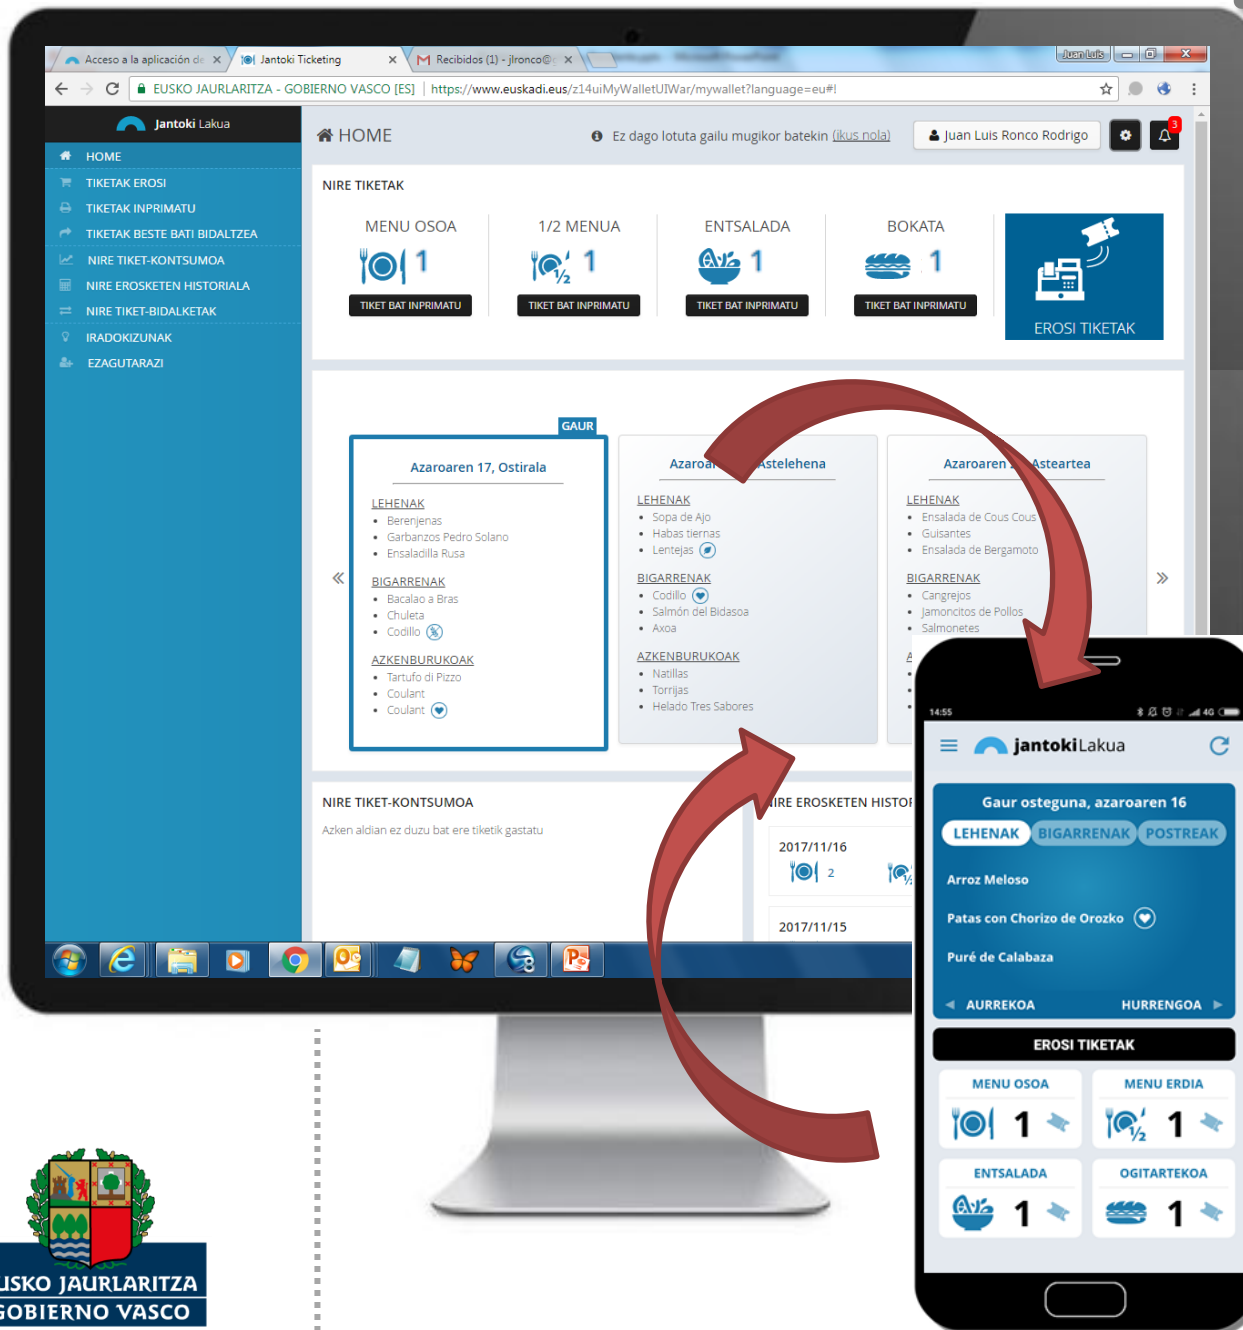 Acceso a la aplicación de
Jantoki Ticketing
Recibidos (1) - jlronco@g
Juan Luis
EUSKO JAURLARITZA - GOBIERNO VASCO [ES]
https://www.euskadi.eus/z14uiMyWalletUIWar/mywallet?language=eu#!
Jantoki Lakua
HOME
TIKETAK EROSI
TIKETAK INPRIMATU
TIKETAK BESTE BATI BIDALTZEA
NIRE TIKET-KONTSUMOA
NIRE EROSKETEN HISTORIALA
NIRE TIKET-BIDALKETAK
IRADOKIZUNAK
EZAGUTARAZI
HOME
Ez dago lotuta gailu mugikor batekin (ikus nola)
Juan Luis Ronco Rodrigo
3
NIRE TIKETAK
MENU OSOA
1
TIKET BAT INPRIMATU
1/2 MENUA
1/2 1
TIKET BAT INPRIMATU
ENTSALADA
1
TIKET BAT INPRIMATU
BOKATA
1
TIKET BAT INPRIMATU
EROSI TIKETAK
GAUR
Azaroaren 17, Ostirala
LEHENAK
Berenjenas
Garbanzos Pedro Solano
Ensaladilla Rusa
BIGARRENAK
Bacalao a Bras
Chuleta
Codillo
AZKENBURUKOAK
Tartufo di Pizzo
Coulant
Coulant
Astelehena
LEHENAK
Sopa de Ajo
Habas tiernas
Lentejas
BIGARRENAK
Codillo
Salmón del Bidasoa
Axoa
AZKENBURUKOAK
Natillas
Torrijas
Helado Tres Sabores
Azaroaren Asteartea
LEHENAK
Ensalada de Cous Cous
Guisantes
Ensalada de Bergamoto
BIGARRENAK
Cangrejos
Jamoncitos de Pollos
Salmonetes
NIRE TIKET-KONTSUMOA
Azken aldian ez duzu bat ere tiketik gastatu
NIRE EROSKETEN HISTOR
2017/11/16
2
2017/11/15
14:55
4G
jantokiLakua
Gaur osteguna, azaroaren 16
LEHENAK BIGARRENAK POSTREAK
Arroz Meloso
Patas con Chorizo de Orozko
Puré de Calabaza
AURREKOA HURRENGOA
EROSI TIKETAK
MENU OSOA
1
MENU ERDIA
1/2 1
ENTSALADA
1
OGITARTEKOA
1
USKO JAURLARITZA
GOBIERNO VASCO